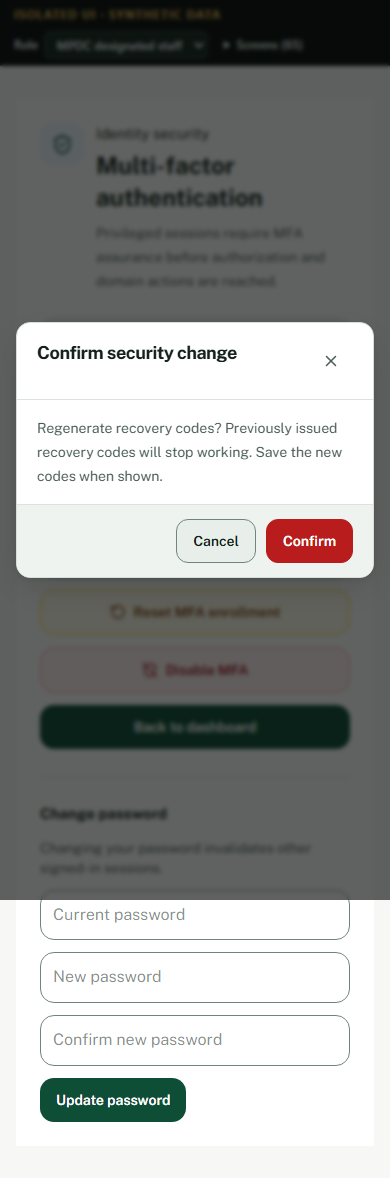 ISOLATED UI · SYNTHETIC DATA
Role MPDC designated staff Screens (65)
Identity security
Multi-factor
authentication
Privileged sessions require MFA
assurance before authorization and
domain actions are reached.
Confirm security change
Regenerate recovery codes? Previously issued
recovery codes will stop working. Save the new
codes when shown.
Cancel Confirm
Reset MFA enrollment
Disable MFA
Back to dashboard
Change password
Changing your password invalidates other
signed-in sessions.
Current password
New password
Confirm new password
Update password